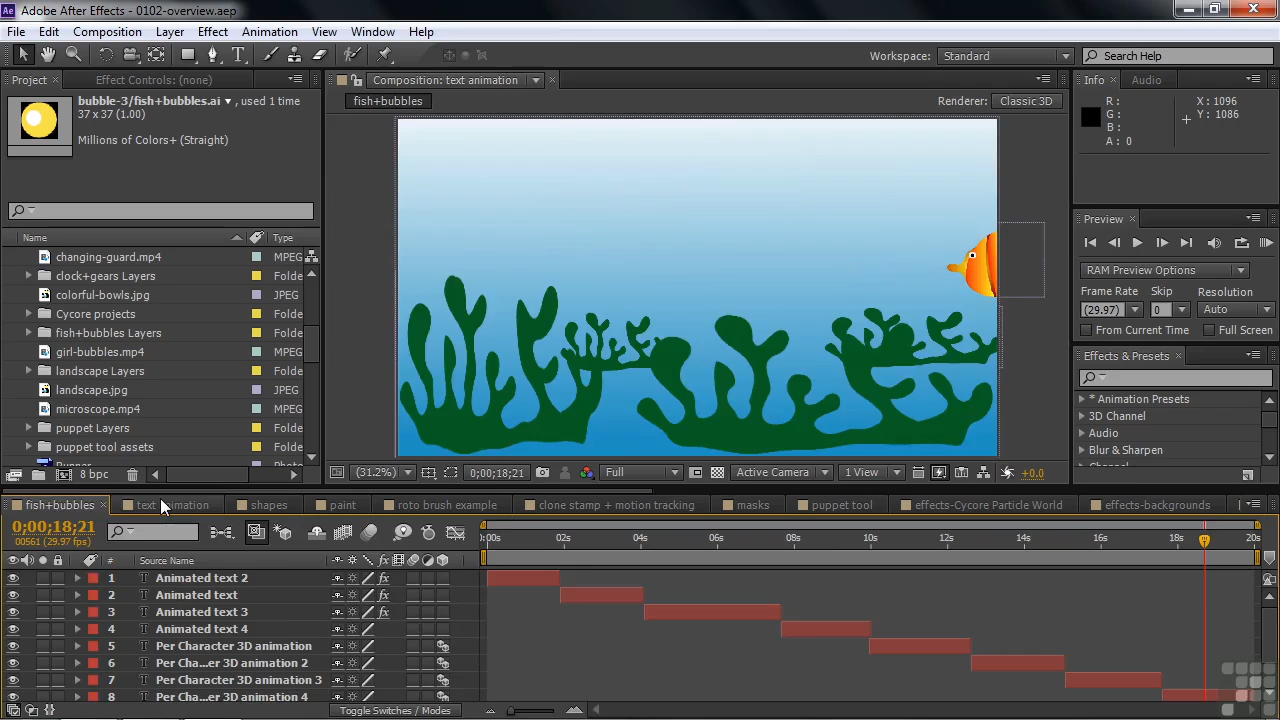 Ae Adobe After Effects - 0102-overview.aep
File Edit Composition Layer Effect Animation View Window Help
Workspace: Standard Search Help
Project Effect Controls: (none) Composition: text animation Info Audio
bubble-3/fish+bubbles.ai , used 1 time
37 x 37 (1.00)
Millions of Colors+ (Straight)
fish+bubbles Renderer: Classic 3D
R: X: 1096
G: Y: 1086
B:
A: 0
Name Type
changing-guard.mp4 MPEG
clock+gears Layers Folde
colorful-bowls.jpg JPEG
Cycore projects Folde
fish+bubbles Layers Folde
girl-bubbles.mp4 MPEG
landscape Layers Folde
landscape.jpg JPEG
microscope.mp4 MPEG
puppet Layers Folde
puppet tool assets Folde
8 bpc
Preview
RAM Preview Options
Frame Rate Skip Resolution
(29.97) 0 Auto
From Current Time Full Screen
Effects & Presets
* Animation Presets
3D Channel
Audio
Blur & Sharpen
(31.2%) 0;00;18;21 Full Active Camera 1 View +0.0
fish+bubbles text animation shapes paint roto brush example clone stamp + motion tracking masks puppet tool effects-Cycore Particle World effects-backgrounds
0;00;18;21
00561 (29.97 fps)
0:00s 02s 04s 06s 08s 10s 12s 14s 16s 18s 20s
# Source Name
1 T Animated text 2
2 T Animated text
3 T Animated text 3
4 T Animated text 4
5 T Per Character 3D animation
6 T Per Cha...er 3D animation 2
7 T Per Character 3D animation 3
8 T Per Cha...er 3D animation 4
Toggle Switches / Modes